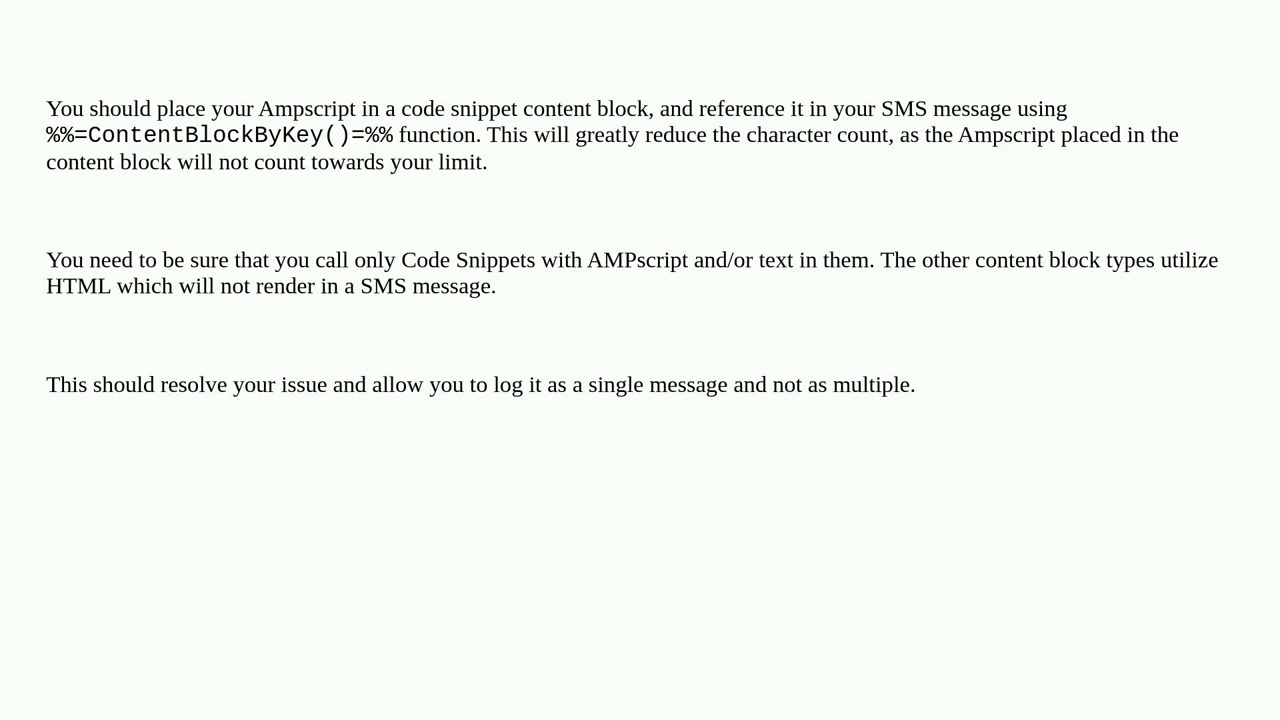 You should place your Ampscript in a code snippet content block, and reference it in your SMS message using
%%=ContentBlockByKey()=%% function. This will greatly reduce the character count, as the Ampscript placed in the
content block will not count towards your limit.
You need to be sure that you call only Code Snippets with AMPscript and/or text in them. The other content block types utilize
HTML which will not render in a SMS message.
This should resolve your issue and allow you to log it as a single message and not as multiple.